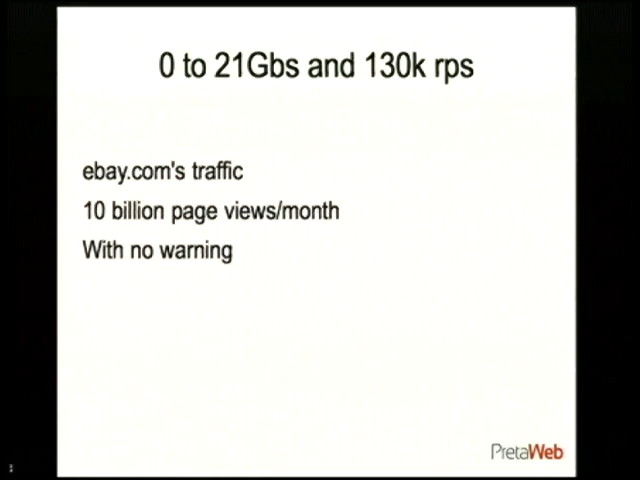 0 to 21Gbs and 130k rps
ebay.com's traffic
10 billion page views/month
With no warning
PretaWeb